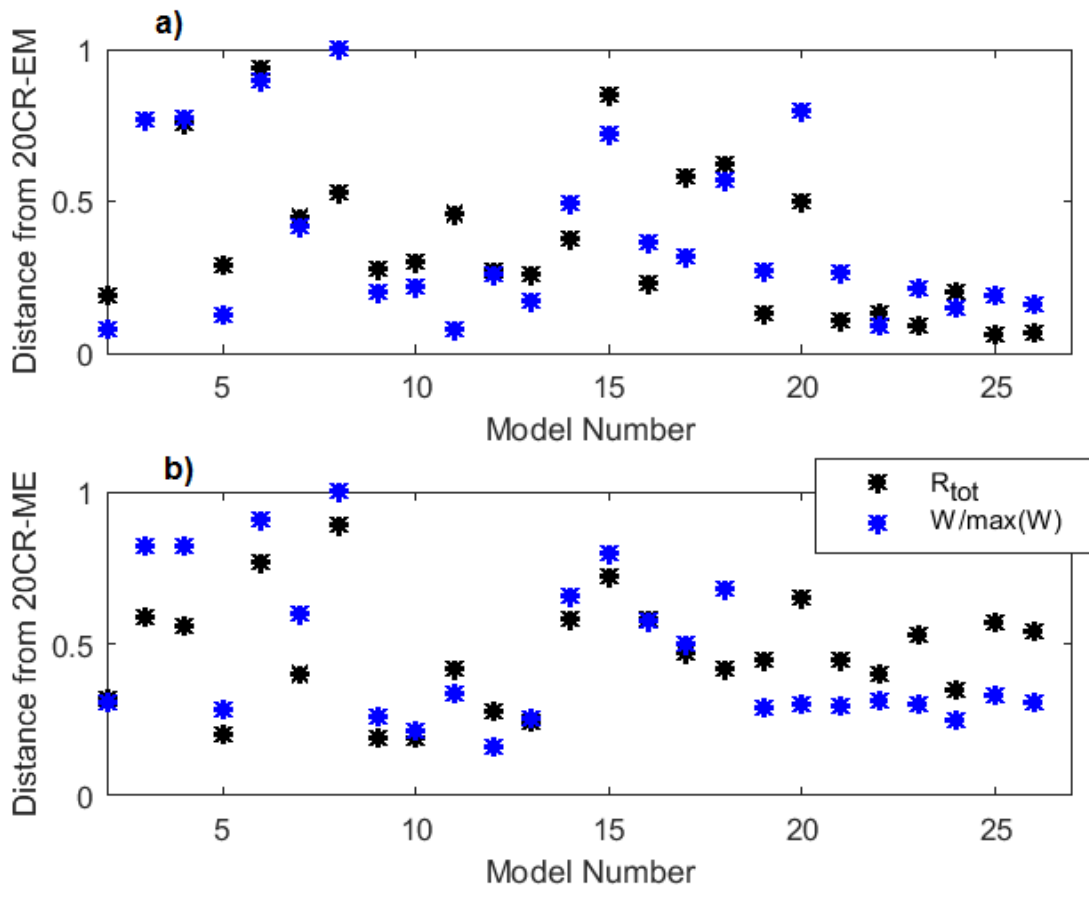 a)
Distance from 20CR-EM
1
0.5
0
5 10 15 20 25
Model Number
b)
Distance from 20CR-ME
1
0.5
0
5 10 15 20 25
Model Number
Rtot
W/max(W)